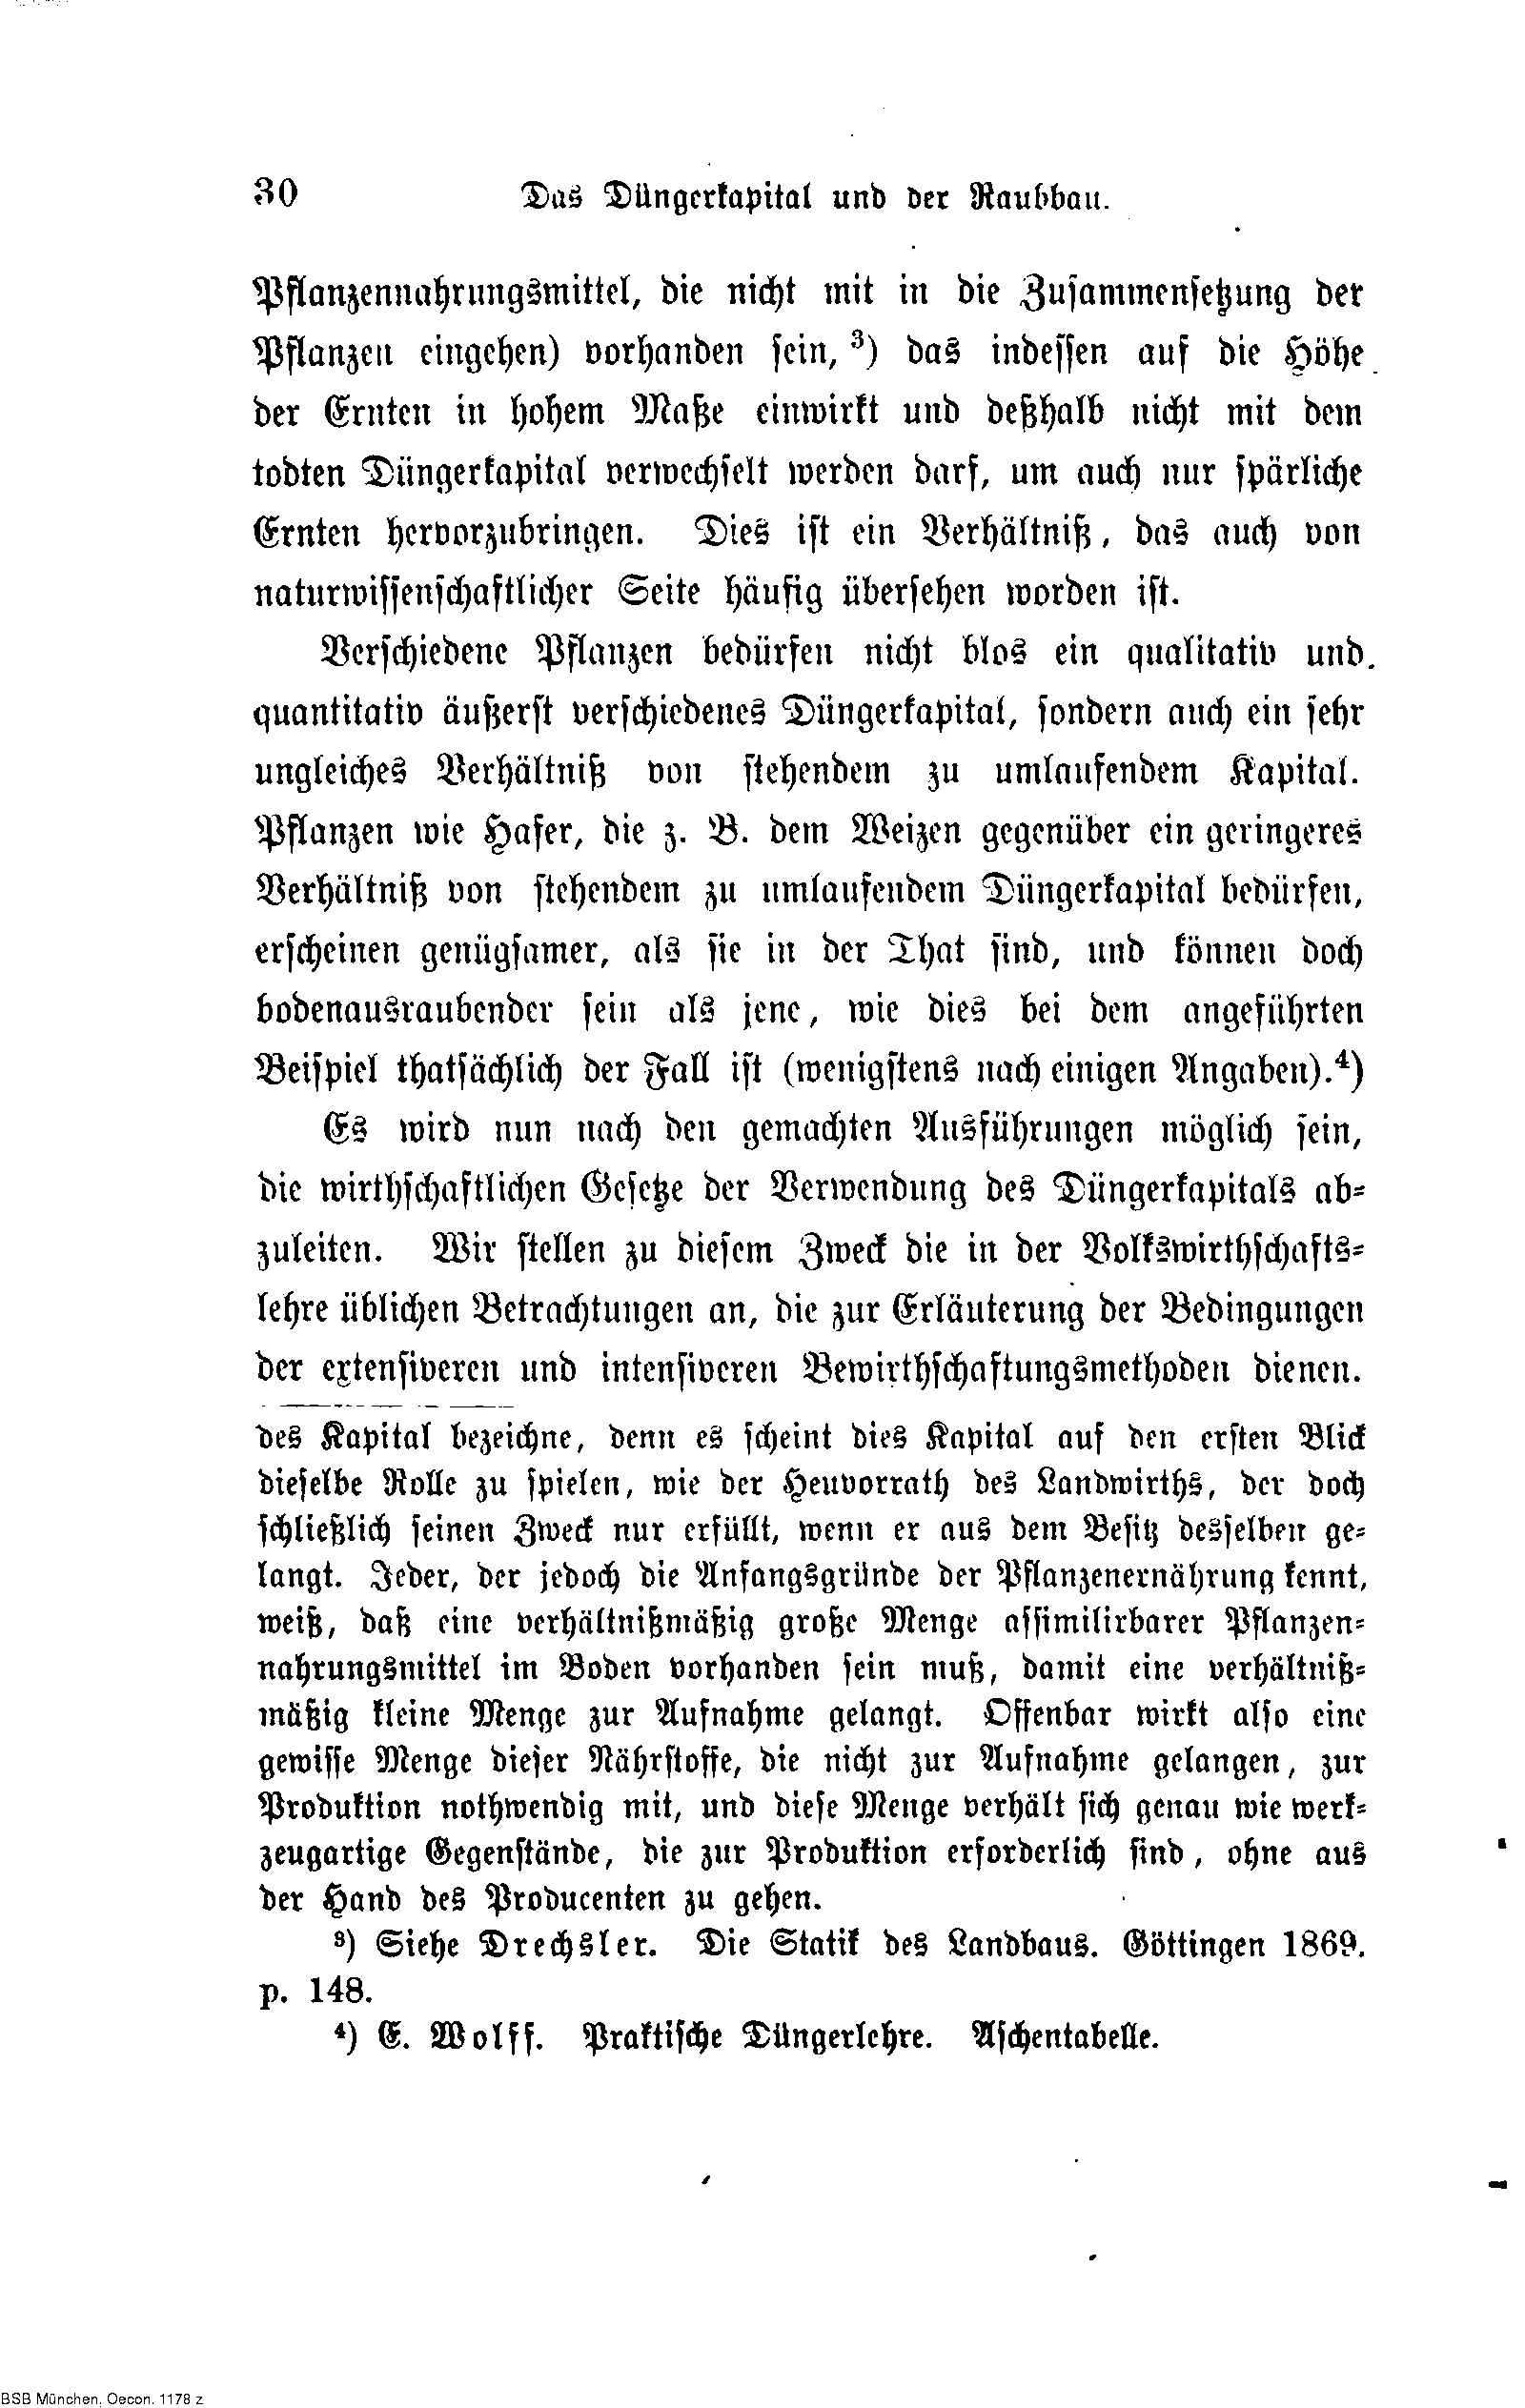 30 Das Düngerkapital und der Raubbau.
Pflanzennahrungsmittel, die nicht mit in die Zusammensetzung der
Pflanzen eingehen) vorhanden sein, ³) das indessen auf die Höhe
der Ernten in hohem Maße einwirkt und deßhalb nicht mit dem
todten Düngerkapital verwechselt werden darf, um auch nur spärliche
Ernten hervorzubringen. Dies ist ein Verhältniß, das auch von
naturwissenschaftlicher Seite häufig übersehen worden ist.
Verschiedene Pflanzen bedürfen nicht blos ein qualitativ und
quantitativ äußerst verschiedenes Düngerkapital, sondern auch ein sehr
ungleiches Verhältniß von stehendem zu umlaufendem Kapital.
Pflanzen wie Hafer, die z. B. dem Weizen gegenüber ein geringeres
Verhältniß von stehendem zu umlaufendem Düngerkapital bedürfen,
erscheinen genügsamer, als sie in der That sind, und können doch
bodenausraubender sein als jene, wie dies bei dem angeführten
Beispiel thatsächlich der Fall ist (wenigstens nach einigen Angaben).⁴)
Es wird nun nach den gemachten Ausführungen möglich sein,
die wirthschaftlichen Gesetze der Verwendung des Düngerkapitals ab-
zuleiten. Wir stellen zu diesem Zweck die in der Volkswirthschafts-
lehre üblichen Betrachtungen an, die zur Erläuterung der Bedingungen
der extensiveren und intensiveren Bewirthschaftungsmethoden dienen.
des Kapital bezeichne, denn es scheint dies Kapital auf den ersten Blick
dieselbe Rolle zu spielen, wie der Heuvorrath des Landwirths, der doch
schließlich seinen Zweck nur erfüllt, wenn er aus dem Besitz desselben ge-
langt. Jeder, der jedoch die Anfangsgründe der Pflanzenernährung kennt,
weiß, daß eine verhältnißmäßig große Menge assimilirbarer Pflanzen-
nahrungsmittel im Boden vorhanden sein muß, damit eine verhältniß-
mäßig kleine Menge zur Aufnahme gelangt. Offenbar wirkt also eine
gewisse Menge dieser Nährstoffe, die nicht zur Aufnahme gelangen, zur
Produktion nothwendig mit, und diese Menge verhält sich genau wie werk-
zeugartige Gegenstände, die zur Produktion erforderlich sind, ohne aus
der Hand des Producenten zu gehen.
³) Siehe Drechsler. Die Statik des Landbaus. Göttingen 1869.
p. 148.
⁴) E. Wolff. Praktische Düngerlehre. Aschentabelle.
BSB München, Oecon. 1178 z